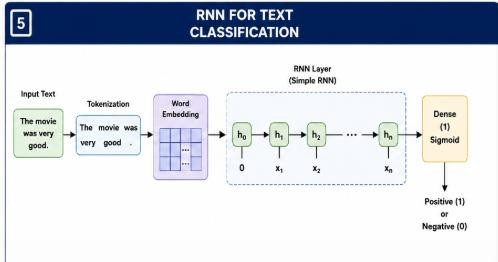 5
RNN FOR TEXT
CLASSIFICATION
Input Text
The movie
was very
good.
Tokenization
The movie was
very good .
Word
Embedding
...
...
RNN Layer
(Simple RNN)
h₀
h₁
h₂
...
hₙ
0
x₁
x₂
xₙ
Dense
(1)
Sigmoid
Positive (1)
or
Negative (0)